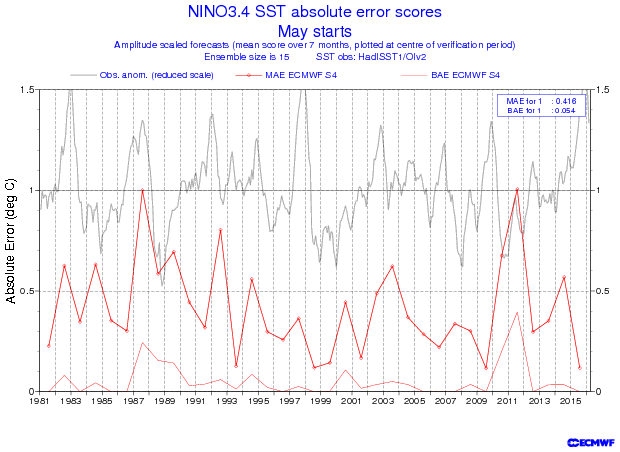 NINO3.4 SST absolute error scores
May starts
Amplitude scaled forecasts (mean score over 7 months, plotted at centre of verification period)
Ensemble size is 15 SST obs: HadISST1/OIv2
Obs. anom. (reduced scale) MAE ECMWF S4 BAE ECMWF S4
1.5 1.5
MAE for 1 : 0.416
BAE for 1 : 0.054
1 1
Absolute Error (deg C)
0.5 0.5
0 0
1981 1983 1985 1987 1989 1991 1993 1995 1997 1999 2001 2003 2005 2007 2009 2011 2013 2015
ECMWF